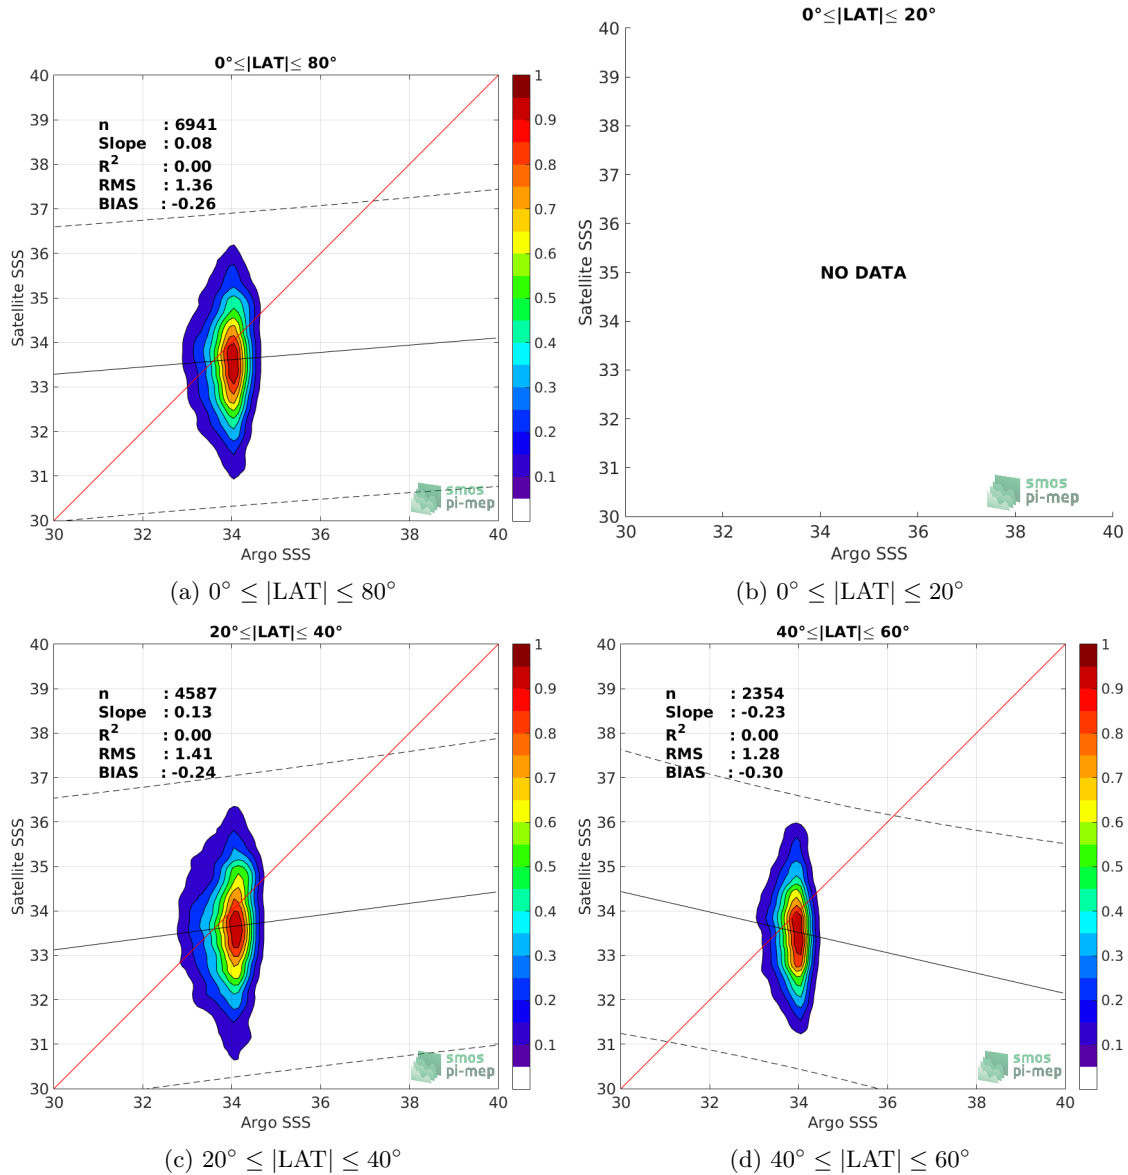 0°≤|LAT|≤ 80°
40
39
38
37
36
35
34
33
32
31
30
Satellite SSS
n : 6941
Slope : 0.08
R² : 0.00
RMS : 1.36
BIAS : -0.26
smos
pi-mep
30 32 34 36 38 40
Argo SSS
1
0.9
0.8
0.7
0.6
0.5
0.4
0.3
0.2
0.1
(a) 0° ≤ |LAT| ≤ 80°
0°≤|LAT|≤ 20°
40
39
38
37
36
35
34
33
32
31
30
Satellite SSS
NO DATA
smos
pi-mep
30 32 34 36 38 40
Argo SSS
(b) 0° ≤ |LAT| ≤ 20°
20°≤|LAT|≤ 40°
40
39
38
37
36
35
34
33
32
31
30
Satellite SSS
n : 4587
Slope : 0.13
R² : 0.00
RMS : 1.41
BIAS : -0.24
smos
pi-mep
30 32 34 36 38 40
Argo SSS
1
0.9
0.8
0.7
0.6
0.5
0.4
0.3
0.2
0.1
(c) 20° ≤ |LAT| ≤ 40°
40°≤|LAT|≤ 60°
40
39
38
37
36
35
34
33
32
31
30
Satellite SSS
n : 2354
Slope : -0.23
R² : 0.00
RMS : 1.28
BIAS : -0.30
smos
pi-mep
30 32 34 36 38 40
Argo SSS
1
0.9
0.8
0.7
0.6
0.5
0.4
0.3
0.2
0.1
(d) 40° ≤ |LAT| ≤ 60°